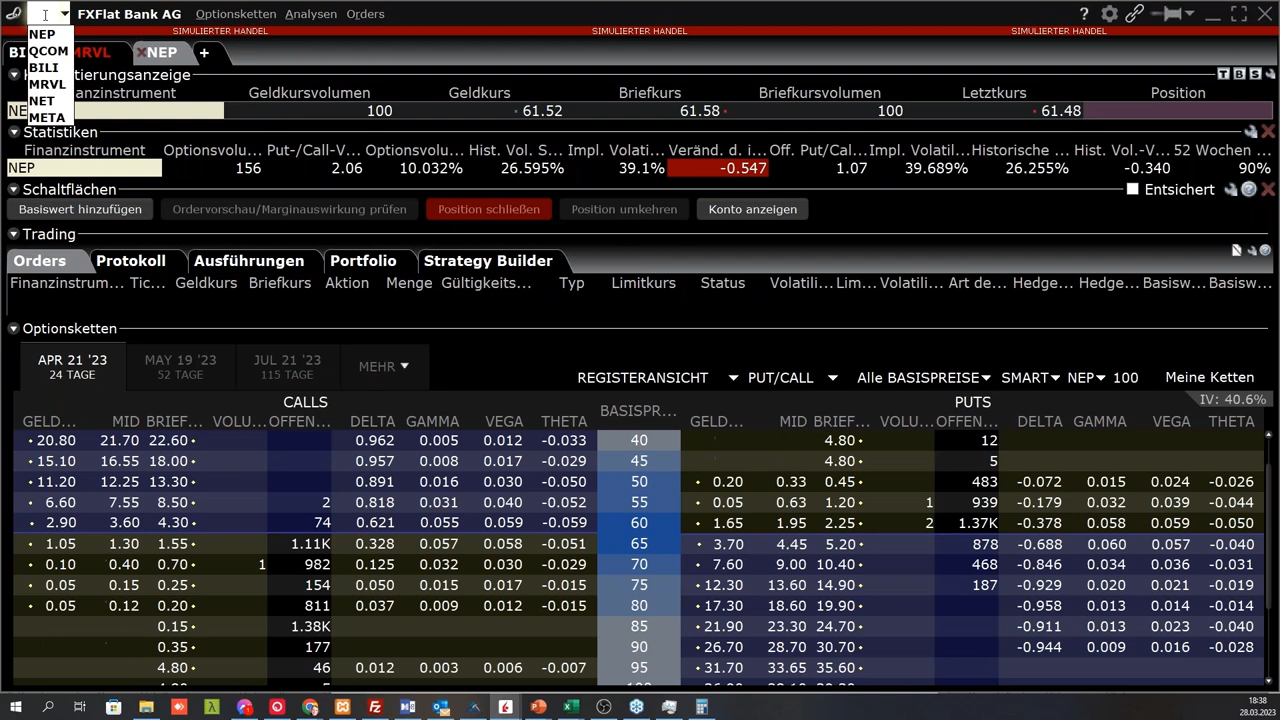 FXFlat Bank AG Optionsketten Analysen Orders ?
SIMULIERTER HANDEL SIMULIERTER HANDEL SIMULIERTER HANDEL
NEP
QCOM
BILI
MRVL
NET
META
BI MRVL NEP +
tierungsanzeige T B S
anzinstrument Geldkursvolumen Geldkurs Briefkurs Briefkursvolumen Letztkurs Position
NE 100 61.52 61.58 100 61.48
Statistiken
Finanzinstrument Optionsvolu... Put-/Call-V... Optionsvolu... Hist. Vol. S... Impl. Volati... Veränd. d. i... Off. Put/Cal... Impl. Volatil... Historische ... Hist. Vol.-V... 52 Wochen ...
NEP 156 2.06 10.032% 26.595% 39.1% -0.547 1.07 39.689% 26.255% -0.340 90%
Schaltflächen Entsichert
Basiswert hinzufügen Ordervorschau/Marginauswirkung prüfen Position schließen Position umkehren Konto anzeigen
Trading
Orders Protokoll Ausführungen Portfolio Strategy Builder
Finanzinstrum... Tic... Geldkurs Briefkurs Aktion Menge Gültigkeits... Typ Limitkurs Status Volatili... Lim... Volatili... Art de... Hedge... Hedge... Basisw... Basisw...
Optionsketten
APR 21 '23 MAY 19 '23 JUL 21 '23 MEHR
24 TAGE 52 TAGE 115 TAGE
REGISTERANSICHT PUT/CALL Alle BASISPREISE SMART NEP 100 Meine Ketten
CALLS PUTS IV: 40.6%
GELD... MID BRIEF... VOLU... OFFEN... DELTA GAMMA VEGA THETA BASISPR... GELD... MID BRIEF... VOLU... OFFEN... DELTA GAMMA VEGA THETA
20.80 21.70 22.60 0.962 0.005 0.012 -0.033 40 4.80 12
15.10 16.55 18.00 0.957 0.008 0.017 -0.029 45 4.80 5
11.20 12.25 13.30 0.891 0.016 0.030 -0.050 50 0.20 0.33 0.45 483 -0.072 0.015 0.024 -0.026
6.60 7.55 8.50 2 0.818 0.031 0.040 -0.052 55 0.05 0.63 1.20 1 939 -0.179 0.032 0.039 -0.044
2.90 3.60 4.30 74 0.621 0.055 0.059 -0.059 60 1.65 1.95 2.25 2 1.37K -0.378 0.058 0.059 -0.050
1.05 1.30 1.55 1.11K 0.328 0.057 0.058 -0.051 65 3.70 4.45 5.20 878 -0.688 0.060 0.057 -0.040
0.10 0.40 0.70 1 982 0.125 0.032 0.030 -0.029 70 7.60 9.00 10.40 468 -0.846 0.034 0.036 -0.031
0.05 0.15 0.25 154 0.050 0.015 0.017 -0.015 75 12.30 13.60 14.90 187 -0.929 0.020 0.021 -0.019
0.05 0.12 0.20 811 0.037 0.009 0.012 -0.015 80 17.30 18.60 19.90 -0.958 0.013 0.014 -0.014
0.15 1.38K 85 21.90 23.30 24.70 -0.911 0.013 0.023 -0.040
0.35 177 90 26.70 28.70 30.70 -0.944 0.009 0.016 -0.028
4.80 46 0.012 0.003 0.006 -0.007 95 31.70 33.65 35.60
18:38
28.03.2023